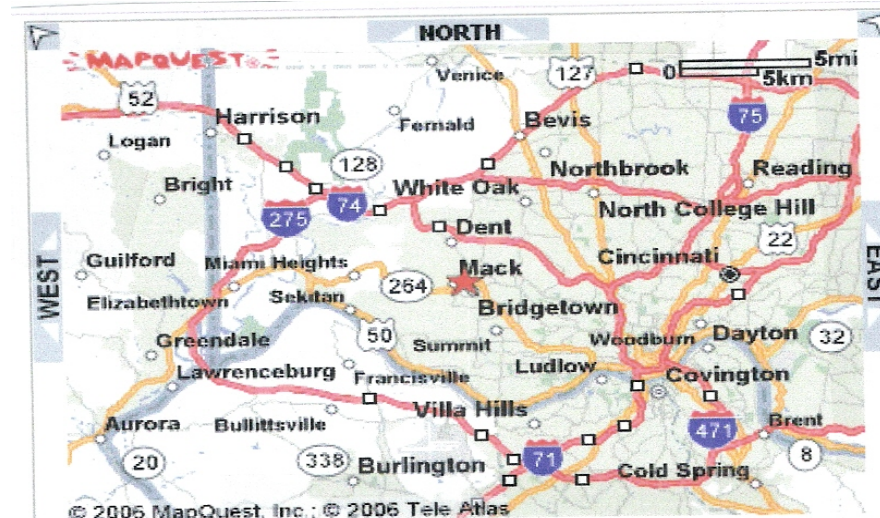 NORTH
MAPQUEST
Venice
127
0
5mi
5km
52
Harrison
Fernald
Bevis
75
Logan
128
Northbrook
Reading
Bright
White Oak
74
275
North College Hill
Dent
22
WEST
Guilford
Miami Heights
Mack
Cincinnati
EAST
264
Elizabethtown
Sekitan
Bridgetown
50
Greendale
Summit
Woodburn
Dayton
32
Lawrenceburg
Francisville
Ludlow
Covington
Aurora
Bullittsville
Villa Hills
471
Brent
20
338
Burlington
71
Cold Spring
8
© 2006 MapQuest, Inc.; © 2006 Tele Atlas